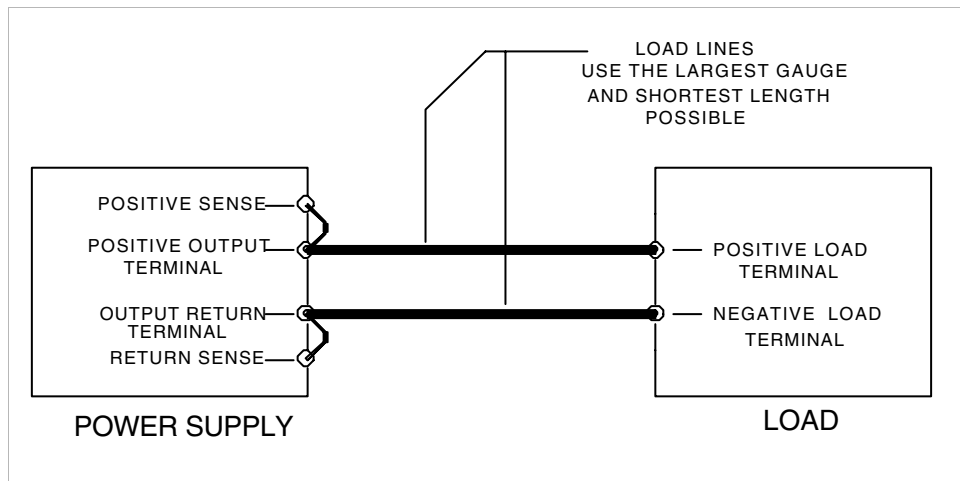 LOAD LINES
USE THE LARGEST GAUGE
AND SHORTEST LENGTH
POSSIBLE
POSITIVE SENSE
POSITIVE OUTPUT
TERMINAL
OUTPUT RETURN
TERMINAL
RETURN SENSE
POWER SUPPLY
POSITIVE LOAD
TERMINAL
NEGATIVE LOAD
TERMINAL
LOAD